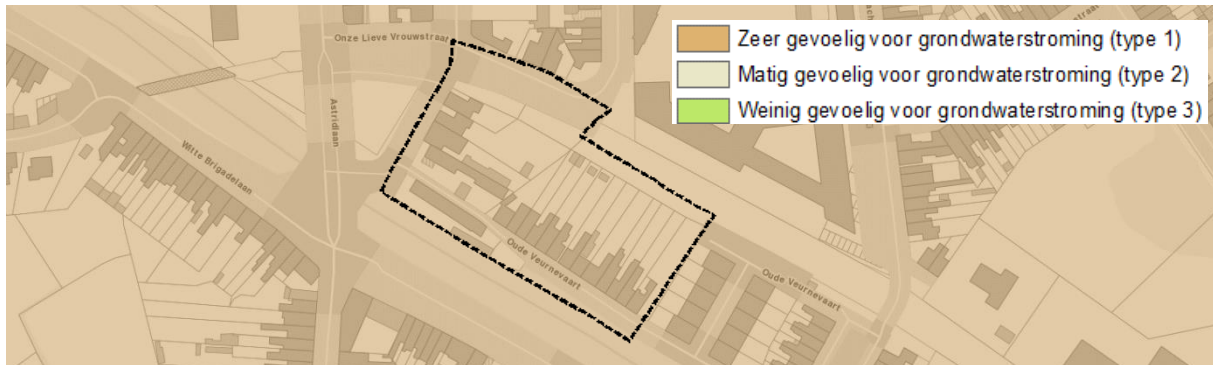 Onze Lieve Vrouwstraat
Zeer gevoelig voor grondwaterstroming (type 1)
Matig gevoelig voor grondwaterstroming (type 2)
Weinig gevoelig voor grondwaterstroming (type 3)
Astridlaan
Witte Brigadelaan
Oude Veurnevaart
Oude Veurnevaart